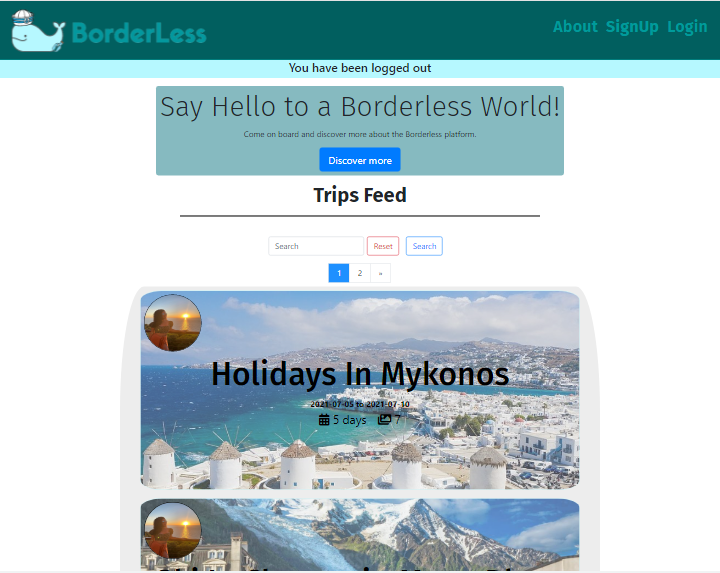 BorderLess
About SignUp Login
You have been logged out
Say Hello to a Borderless World!
Come on board and discover more about the Borderless platform.
Discover more
Trips Feed
Search Reset Search
1 2 »
Holidays In Mykonos
2021-07-05 to 2021-07-10
5 days 7